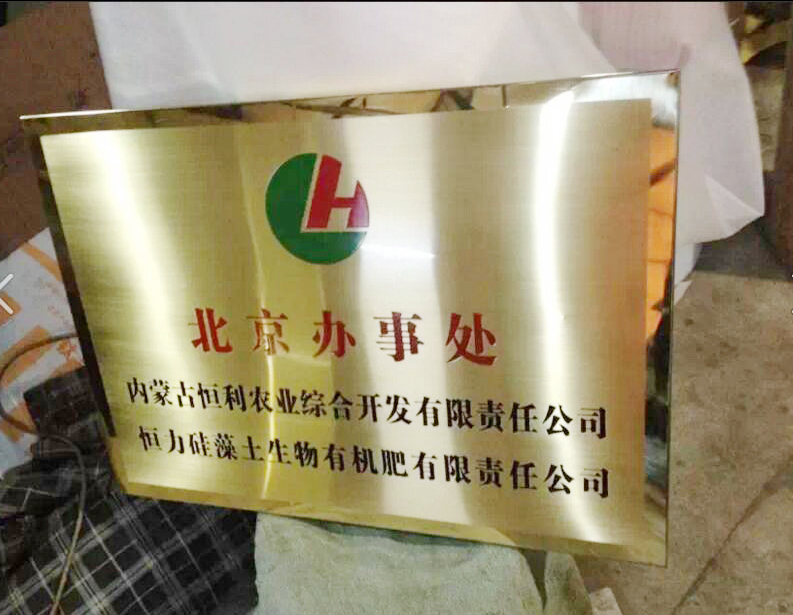 H
北京办事处
内蒙古恒利农业综合开发有限责任公司
恒力硅藻土生物有机肥有限责任公司